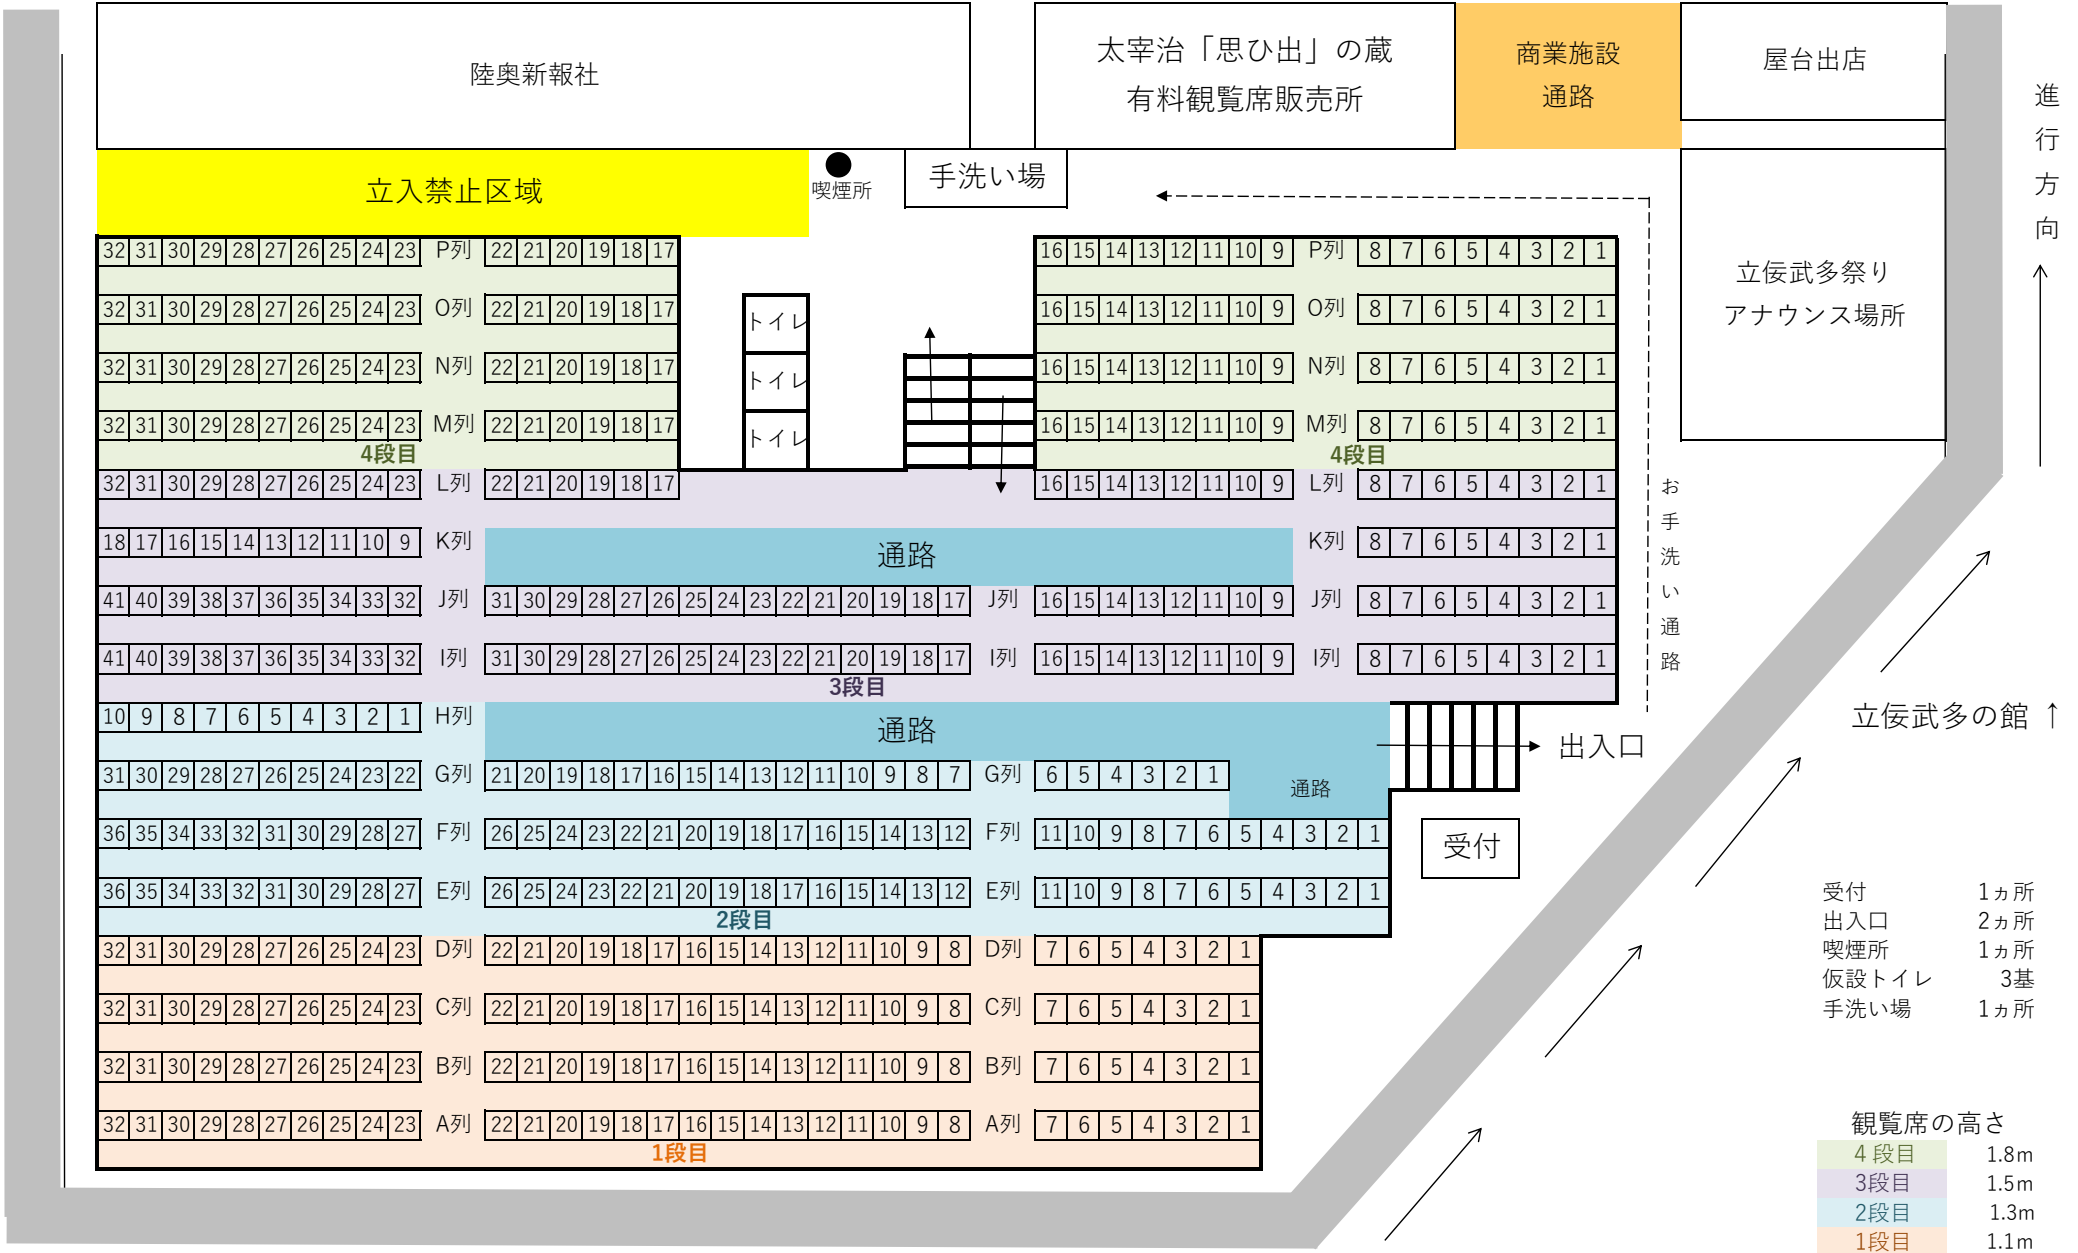 陸奥新報社
太宰治「思ひ出」の蔵
有料観覧席販売所
商業施設
通路
屋台出店
進行方向
立入禁止区域
喫煙所
手洗い場
立佞武多祭り
アナウンス場所
32 31 30 29 28 27 26 25 24 23 P列 22 21 20 19 18 17 16 15 14 13 12 11 10 9 P列 8 7 6 5 4 3 2 1
トイレ
32 31 30 29 28 27 26 25 24 23 O列 22 21 20 19 18 17 16 15 14 13 12 11 10 9 O列 8 7 6 5 4 3 2 1
トイレ
32 31 30 29 28 27 26 25 24 23 N列 22 21 20 19 18 17 16 15 14 13 12 11 10 9 N列 8 7 6 5 4 3 2 1
トイレ
32 31 30 29 28 27 26 25 24 23 M列 22 21 20 19 18 17 16 15 14 13 12 11 10 9 M列 8 7 6 5 4 3 2 1
4段目 4段目
32 31 30 29 28 27 26 25 24 23 L列 22 21 20 19 18 17 16 15 14 13 12 11 10 9 L列 8 7 6 5 4 3 2 1
お手洗い通路
18 17 16 15 14 13 12 11 10 9 K列 通路 K列 8 7 6 5 4 3 2 1
41 40 39 38 37 36 35 34 33 32 J列 31 30 29 28 27 26 25 24 23 22 21 20 19 18 17 J列 16 15 14 13 12 11 10 9 J列 8 7 6 5 4 3 2 1
41 40 39 38 37 36 35 34 33 32 I列 31 30 29 28 27 26 25 24 23 22 21 20 19 18 17 I列 16 15 14 13 12 11 10 9 I列 8 7 6 5 4 3 2 1
3段目
10 9 8 7 6 5 4 3 2 1 H列 通路
立佞武多の館 ↑
出入口
31 30 29 28 27 26 25 24 23 22 G列 21 20 19 18 17 16 15 14 13 12 11 10 9 8 7 G列 6 5 4 3 2 1 通路
36 35 34 33 32 31 30 29 28 27 F列 26 25 24 23 22 21 20 19 18 17 16 15 14 13 12 F列 11 10 9 8 7 6 5 4 3 2 1
受付
36 35 34 33 32 31 30 29 28 27 E列 26 25 24 23 22 21 20 19 18 17 16 15 14 13 12 E列 11 10 9 8 7 6 5 4 3 2 1
2段目
32 31 30 29 28 27 26 25 24 23 D列 22 21 20 19 18 17 16 15 14 13 12 11 10 9 8 D列 7 6 5 4 3 2 1
32 31 30 29 28 27 26 25 24 23 C列 22 21 20 19 18 17 16 15 14 13 12 11 10 9 8 C列 7 6 5 4 3 2 1
32 31 30 29 28 27 26 25 24 23 B列 22 21 20 19 18 17 16 15 14 13 12 11 10 9 8 B列 7 6 5 4 3 2 1
32 31 30 29 28 27 26 25 24 23 A列 22 21 20 19 18 17 16 15 14 13 12 11 10 9 8 A列 7 6 5 4 3 2 1
1段目
受付 1ヵ所
出入口 2ヵ所
喫煙所 1ヵ所
仮設トイレ 3基
手洗い場 1ヵ所
観覧席の高さ
4段目 1.8m
3段目 1.5m
2段目 1.3m
1段目 1.1m